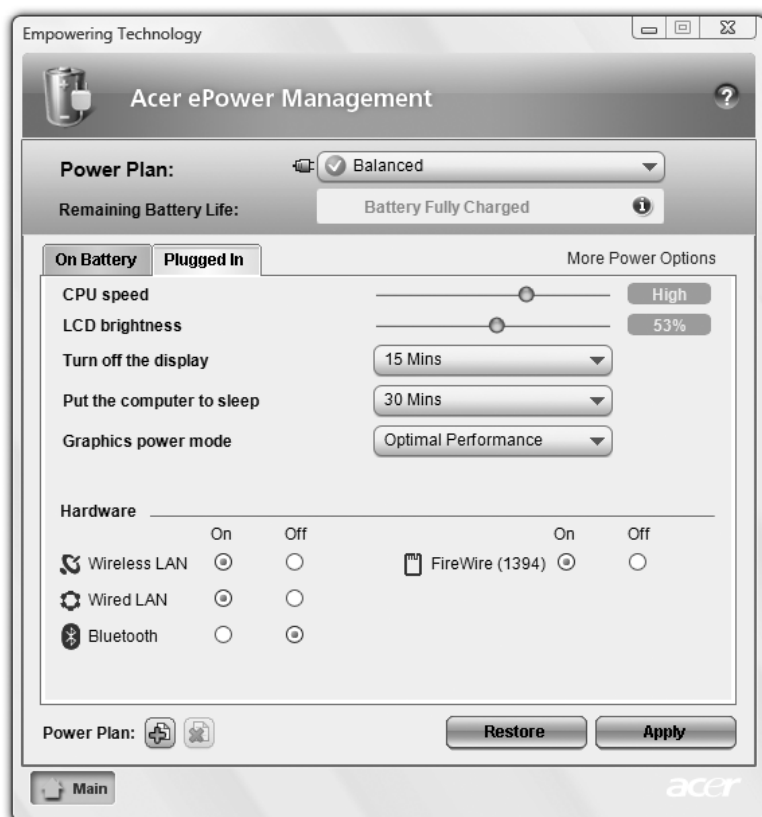 Empowering Technology
Acer ePower Management
?
Power Plan: Balanced
Remaining Battery Life: Battery Fully Charged i
On Battery Plugged In More Power Options
CPU speed High
LCD brightness 53%
Turn off the display 15 Mins
Put the computer to sleep 30 Mins
Graphics power mode Optimal Performance
Hardware
On Off On Off
Wireless LAN FireWire (1394)
Wired LAN
Bluetooth
Power Plan: Restore Apply
Main acer